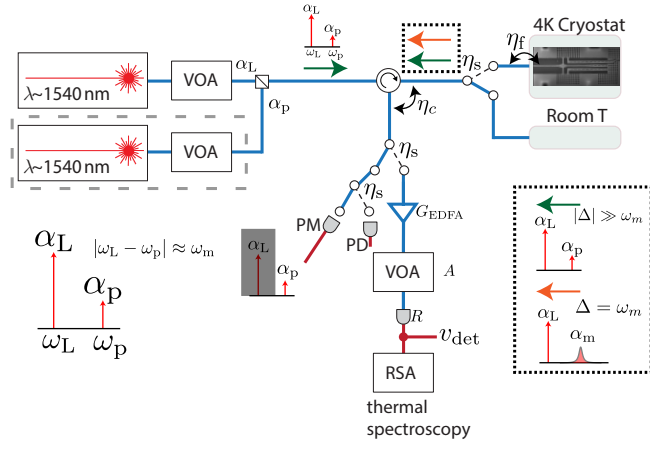 4K Cryostat
α_L
α_p
ω_L ω_p
η_f
η_s
λ~1540 nm
VOA
α_L
α_p
η_c
Room T
λ~1540 nm
VOA
η_s
η_s
G_EDFA
PM
PD
α_L
α_p
VOA
A
R
v_det
RSA
thermal
spectroscopy
α_L
|ω_L − ω_p| ≈ ω_m
α_p
ω_L ω_p
|Δ| ≫ ω_m
α_L
α_p
Δ = ω_m
α_L
α_m